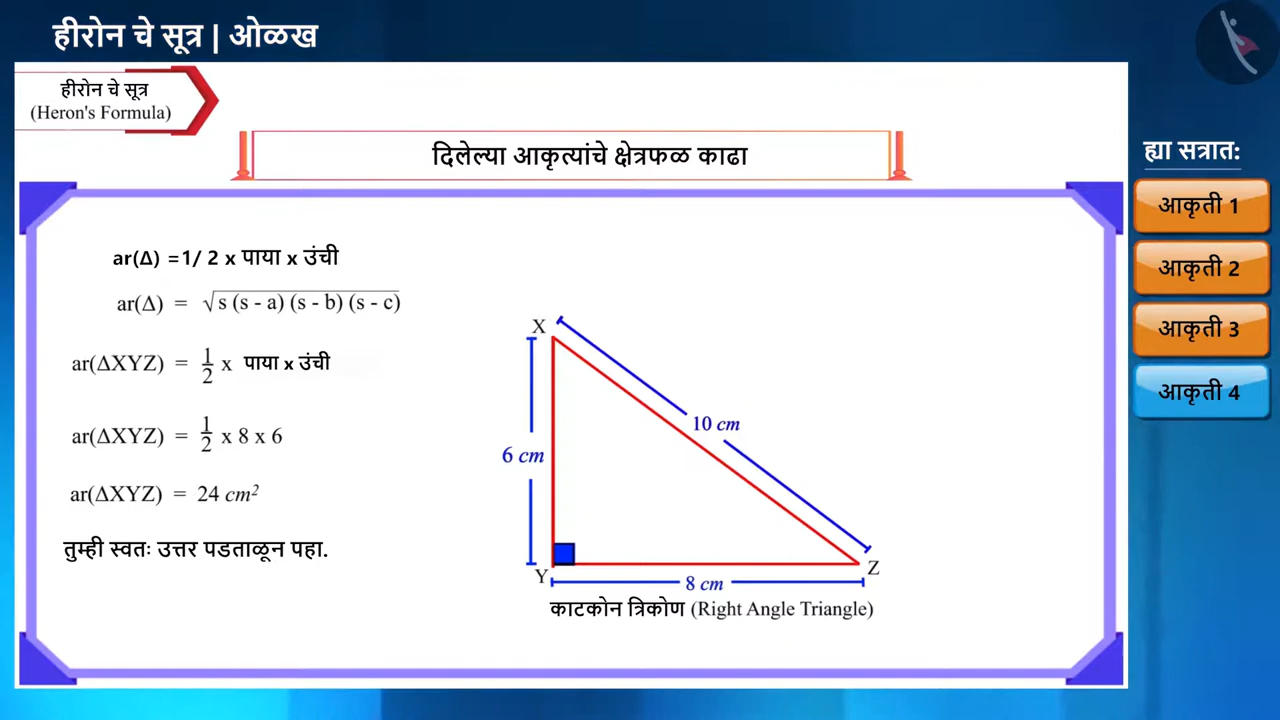 हीरोन चे सूत्र | ओळख
हीरोन चे सूत्र
(Heron's Formula)
दिलेल्या आकृत्यांचे क्षेत्रफळ काढा
ह्या सत्रात:
आकृती 1
आकृती 2
आकृती 3
आकृती 4
ar(Δ) =1/ 2 x पाया x उंची
ar(Δ) = √s (s - a) (s - b) (s - c)
ar(ΔXYZ) = 1/2 x पाया x उंची
ar(ΔXYZ) = 1/2 x 8 x 6
ar(ΔXYZ) = 24 cm²
तुम्ही स्वतः उत्तर पडताळून पहा.
X
10 cm
6 cm
Y
Z
8 cm
काटकोन त्रिकोण (Right Angle Triangle)